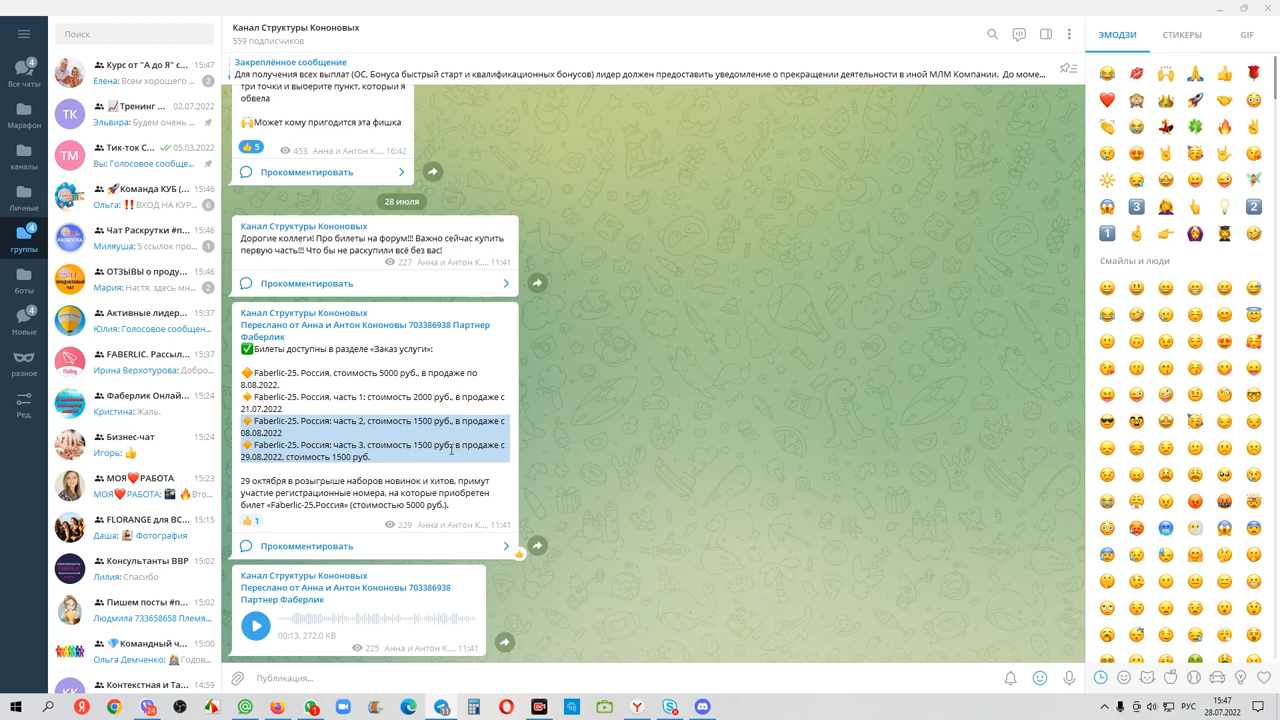 Поиск
Все чаты
Марафон
каналы
Личные
группы
боты
Новые
разное
Ред.
4
4
4
Курс от "А до Я" с... 15:47
Елена: Всем хорошего ... 2
ТК
📈Тренинг ... 02.07.2022
Эльвира: Будем очень ...
ТМ
Тик-ток С... 05.03.2022
Вы: Голосовое сообще...
🚀Команда КУБ (... 15:46
Ольга: ‼️ВХОД НА КУР... 6
Чат Раскрутки #п... 15:46
Миляуша: 5 ссылок про... 1
ОТЗЫВЫ о проду... 15:46
Мария: Настя, здесь мн... 2
Активные лидер... 15:37
Юлия: Голосовое сообщен...
FABERLIC. Рассыл... 15:37
Ирина Верхотурова: Добро...
Фаберлик Онлай... 15:24
Кристина: Жаль.
Бизнес-чат 15:24
Игорь: 👍
МОЯ❤️РАБОТА 15:23
МОЯ❤️РАБОТА: 🔥Вто...
FLORANGE для ВС... 15:15
Даша: Фотография
Консультанты ВВР 15:02
Лилия: Спасибо
Пишем посты #п... 15:02
Людмила 733658658 Племя...
💎Командный ч... 15:00
Ольга Демченко: Годов...
Контекстная и Та... 14:59
Канал Структуры Кононовых
559 подписчиков
Закреплённое сообщение
Для получения всех выплат (ОС, Бонуса быстрый старт и квалификационных бонусов) лидер должен предоставить уведомление о прекращении деятельности в иной МЛМ Компании. До моме...
три точки и выберите пункт, который я
обвела
🙌Может кому пригодится эта фишка
👍 5
453 Анна и Антон К..., 16:42
Прокомментировать
28 июля
Канал Структуры Кононовых
Дорогие коллеги! Про билеты на форум!!! Важно сейчас купить
первую часть!!! Что бы не раскупили всё без вас!
227 Анна и Антон К..., 11:41
Прокомментировать
Канал Структуры Кононовых
Переслано от Анна и Антон Кононовы 703386938 Партнер
Фаберлик
✅Билеты доступны в разделе «Заказ услуги»:
🔶Faberlic-25. Россия, стоимость 5000 руб., в продаже по
8.08.2022.
🔸Faberlic-25. Россия, часть 1: стоимость 2000 руб., в продаже с
21.07.2022
🔸Faberlic-25. Россия: часть 2, стоимость 1500 руб., в продаже с
08.08.2022
🔸Faberlic-25. Россия: часть 3, стоимость 1500 руб., в продаже с
29.08.2022, стоимость 1500 руб.
29 октября в розыгрыше наборов новинок и хитов, примут
участие регистрационные номера, на которые приобретен
билет «Faberlic-25.Россия» (стоимостью 5000 руб.).
👍 1
229 Анна и Антон К..., 11:41
Прокомментировать
Канал Структуры Кононовых
Переслано от Анна и Антон Кононовы 703386938
Партнер Фаберлик
00:13, 272.0 KB
225 Анна и Антон К..., 11:41
Публикация...
ЭМОДЗИ СТИКЕРЫ GIF
Смайлы и люди
РУС
15:47
28.07.2022